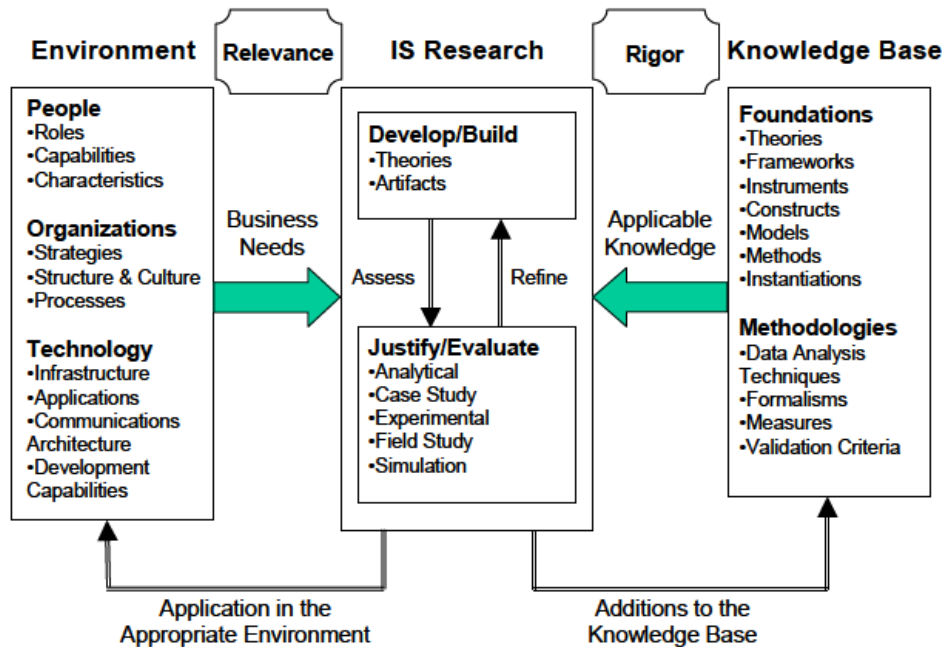 Environment
Relevance
IS Research
Rigor
Knowledge Base
People
•Roles
•Capabilities
•Characteristics
Organizations
•Strategies
•Structure & Culture
•Processes
Technology
•Infrastructure
•Applications
•Communications
Architecture
•Development
Capabilities
Business
Needs
Develop/Build
•Theories
•Artifacts
Assess
Refine
Justify/Evaluate
•Analytical
•Case Study
•Experimental
•Field Study
•Simulation
Applicable
Knowledge
Foundations
•Theories
•Frameworks
•Instruments
•Constructs
•Models
•Methods
•Instantiations
Methodologies
•Data Analysis
Techniques
•Formalisms
•Measures
•Validation Criteria
Application in the
Appropriate Environment
Additions to the
Knowledge Base